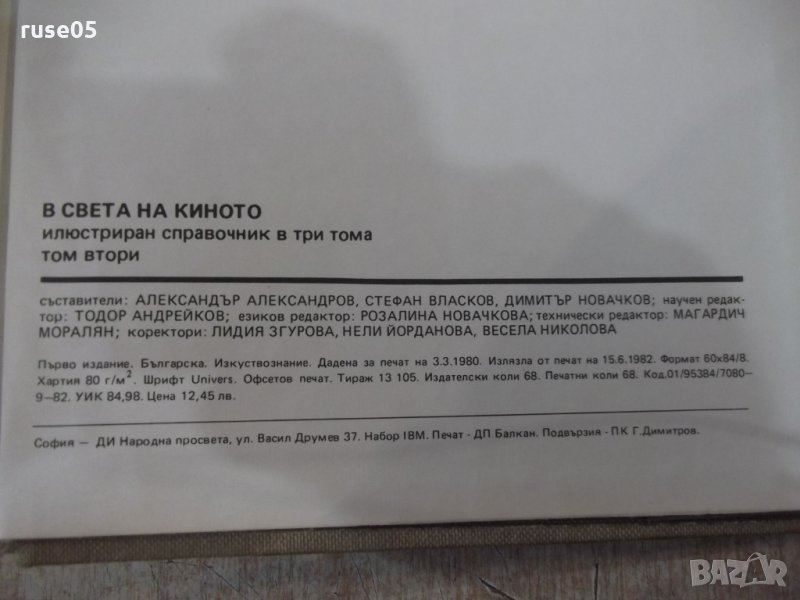 ruse05
В СВЕТА НА КИНОТО
илюстриран справочник в три тома
том втори
съставители: АЛЕКСАНДЪР АЛЕКСАНДРОВ, СТЕФАН ВЛАСКОВ, ДИМИТЪР НОВАЧКОВ; научен редак-
тор: ТОДОР АНДРЕЙКОВ; езиков редактор: РОЗАЛИНА НОВАЧКОВА; технически редактор: МАГАРДИЧ
МОРАЛЯН; коректори: ЛИДИЯ ЗГУРОВА, НЕЛИ ЙОРДАНОВА, ВЕСЕЛА НИКОЛОВА
Първо издание. Българска. Изкуствознание. Дадена за печат на 3.3.1980. Излязла от печат на 15.6.1982. Формат 60x84/8.
Хартия 80 г/м². Шрифт Univers. Офсетов печат. Тираж 13 105. Издателски коли 68. Печатни коли 68. Код.01/95384/7080-
9–82. УИК 84,98. Цена 12,45 лв.
София — ДИ Народна просвета, ул. Васил Друмев 37. Набор IBM. Печат - ДП Балкан. Подвързия - ПК Г.Димитров.
BAZAR